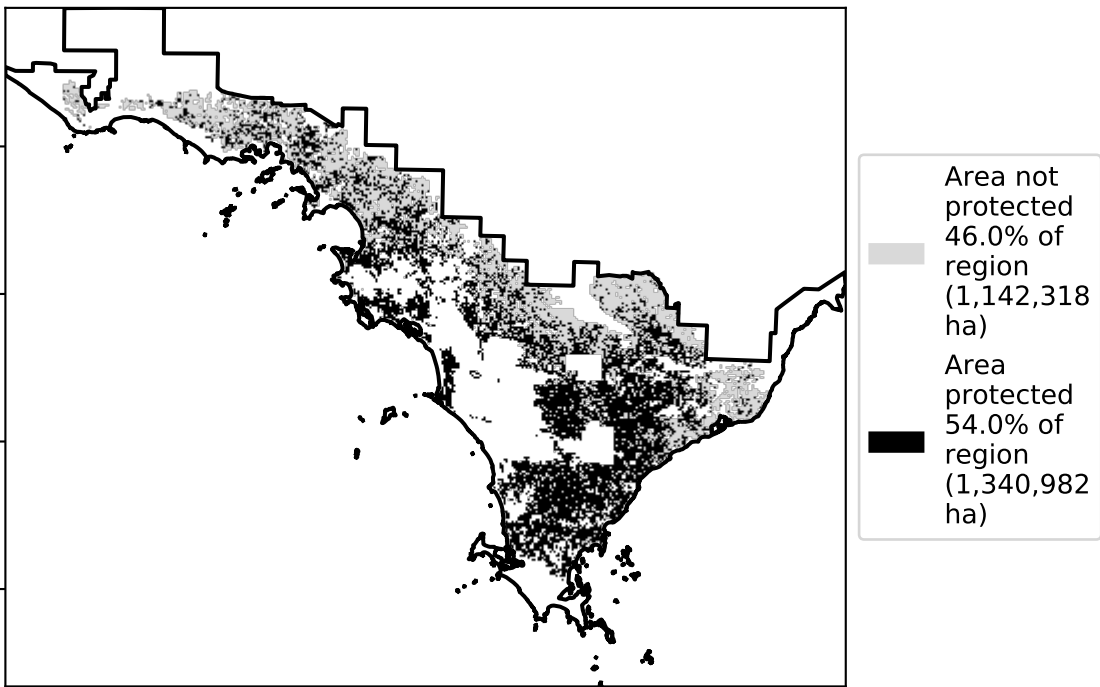 Area not
protected
46.0% of
region
(1,142,318
ha)
Area
protected
54.0% of
region
(1,340,982
ha)